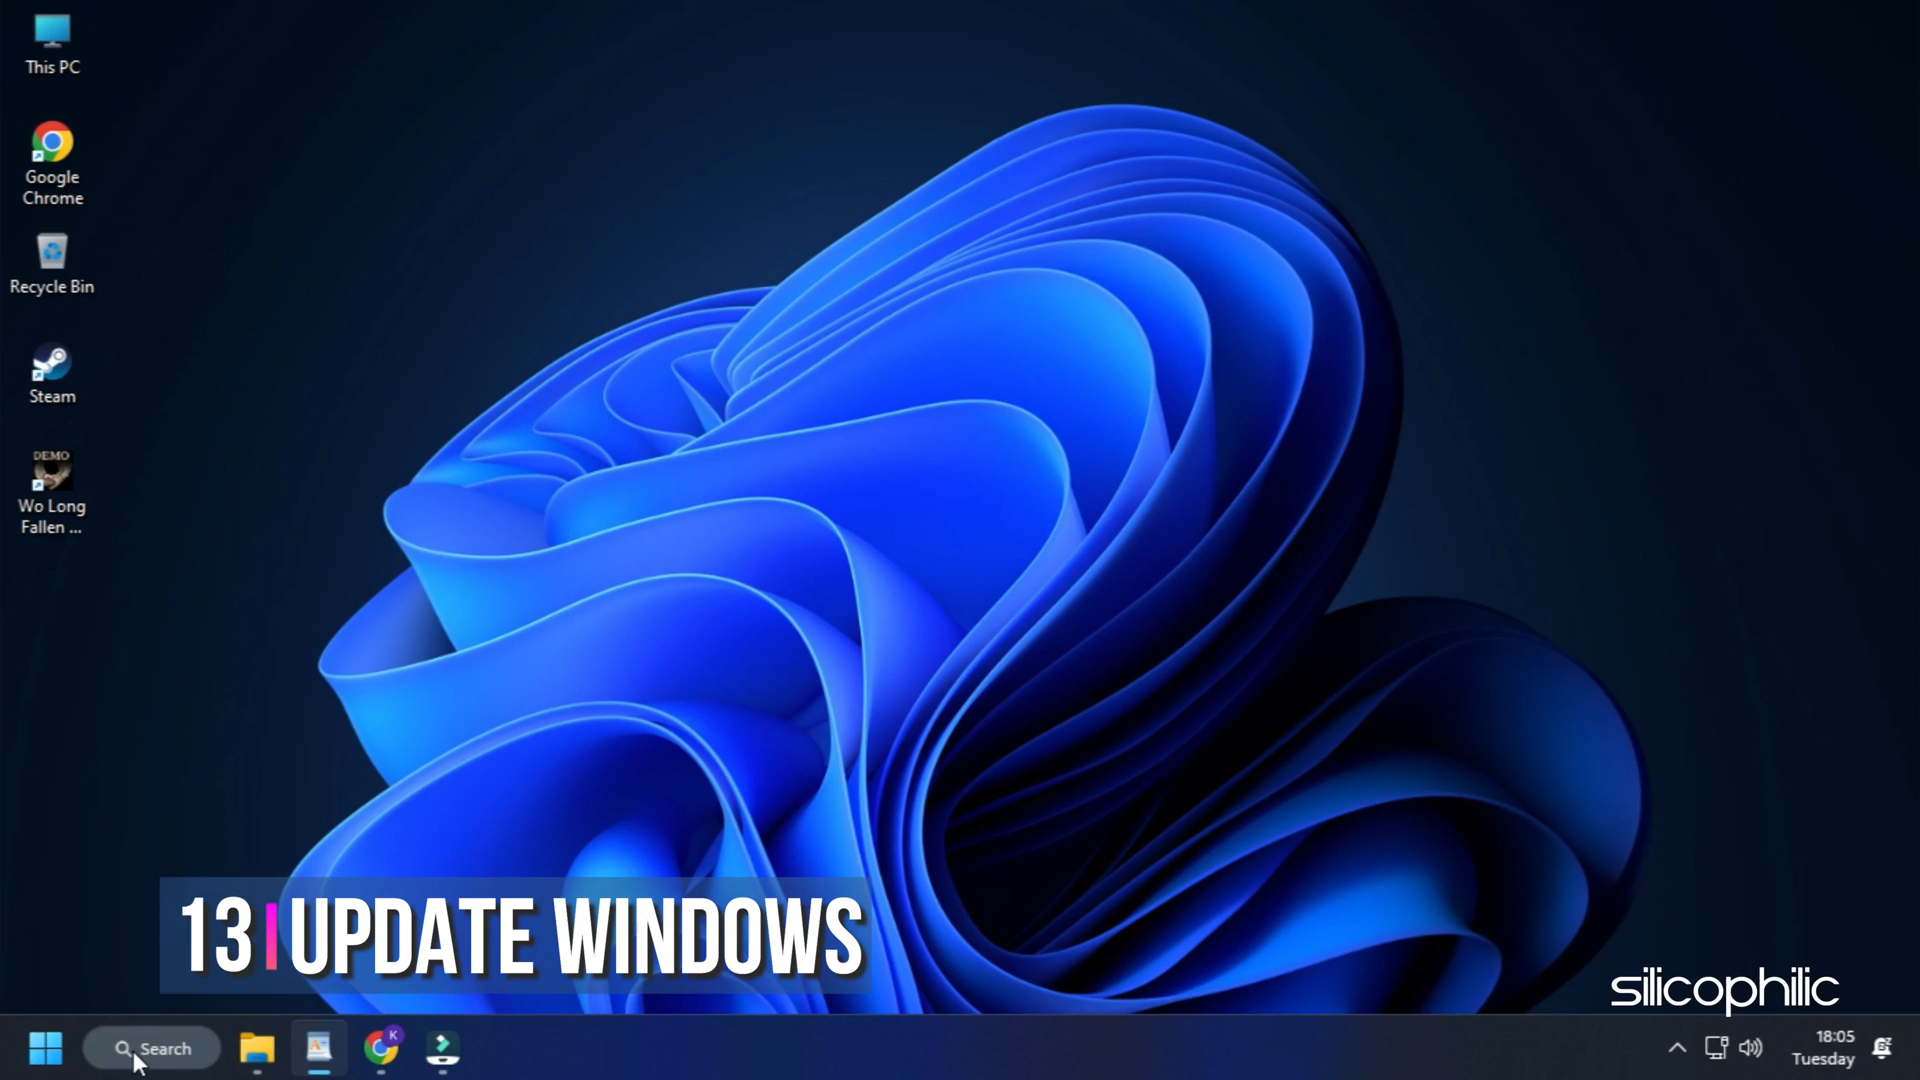 This PC
Google
Chrome
Recycle Bin
Steam
DEMO
Wo Long
Fallen ...
13 UPDATE WINDOWS
silicophilic
Search
K
18:05
Tuesday